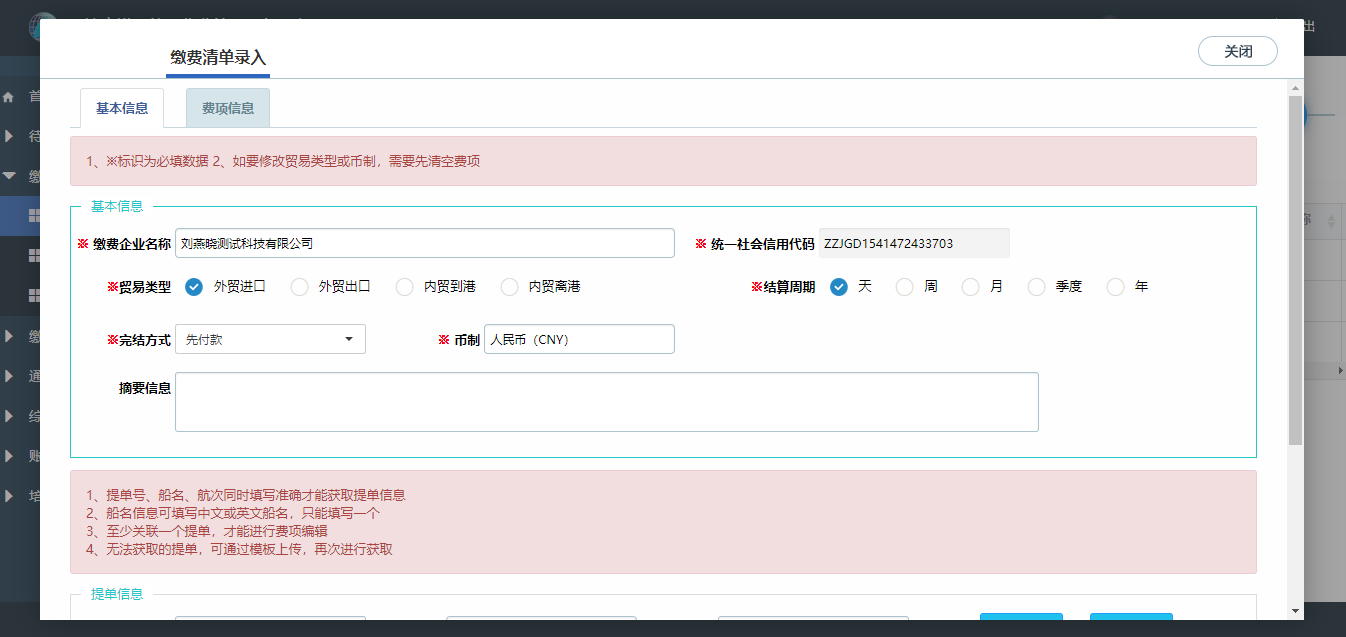 缴费清单录入
关闭
基本信息
费项信息
1、※标识为必填数据 2、如要修改贸易类型或币制，需要先清空费项
基本信息
※ 缴费企业名称 刘燕晓测试科技有限公司 ※ 统一社会信用代码 ZZJGD1541472433703
※贸易类型 外贸进口 外贸出口 内贸到港 内贸离港 ※结算周期 天 周 月 季度 年
※完结方式 先付款 ※ 币制 人民币（CNY）
摘要信息
1、提单号、船名、航次同时填写准确才能获取提单信息
2、船名信息可填写中文或英文船名，只能填写一个
3、至少关联一个提单，才能进行费项编辑
4、无法获取的提单，可通过模板上传，再次进行获取
提单信息
首
待
缴
缴
通
综
账
培
出